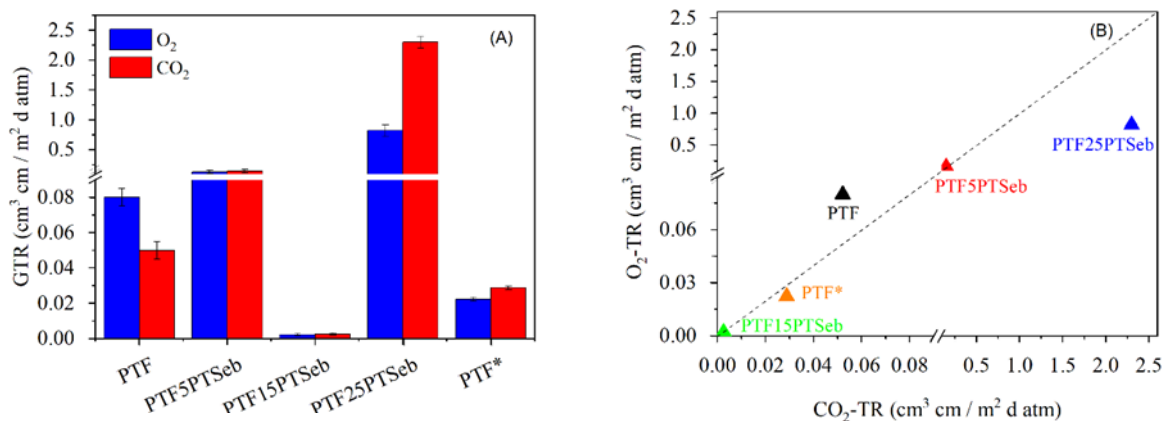 (A)
O2
CO2
GTR (cm3 cm / m2 d atm)
2.5
2.0
1.5
1.0
0.5
0.08
0.06
0.04
0.02
0.00
PTF
PTF5PTSeb
PTF15PTSeb
PTF25PTSeb
PTF*
(B)
O2-TR (cm3 cm / m2 d atm)
2.5
2.0
1.5
1.0
0.5
0.06
0.03
0.00
PTF25PTSeb
PTF5PTSeb
PTF
PTF*
PTF15PTSeb
0.00 0.02 0.04 0.06 0.08 0.5 1.0 1.5 2.0 2.5
CO2-TR (cm3 cm / m2 d atm)